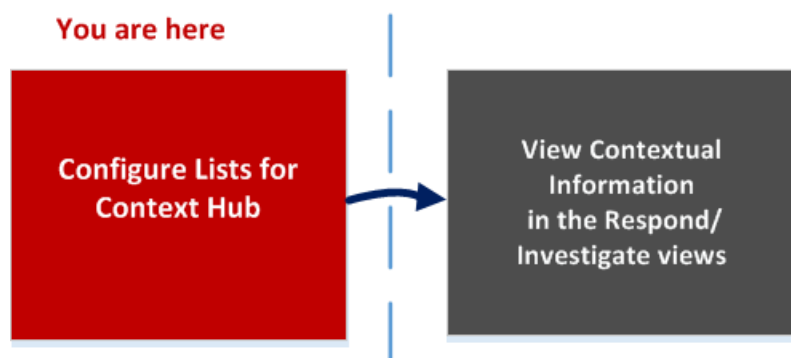 You are here
Configure Lists for
Context Hub
View Contextual
Information
in the Respond/
Investigate views